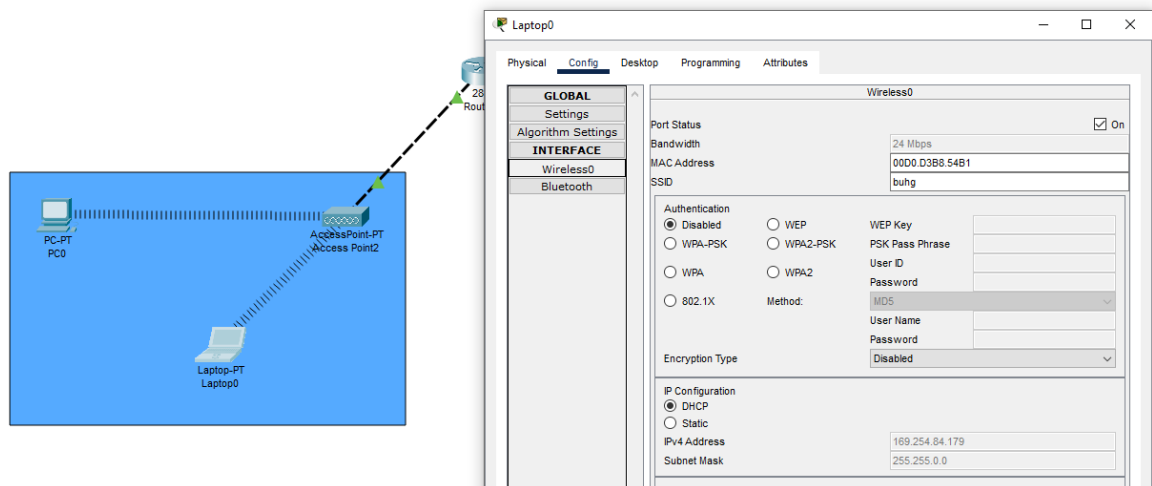 Laptop0
Physical Config Desktop Programming Attributes
GLOBAL
Settings
Algorithm Settings
INTERFACE
Wireless0
Bluetooth
Wireless0
Port Status On
Bandwidth 24 Mbps
MAC Address 00D0.D3B8.54B1
SSID buhg
Authentication
Disabled WEP WEP Key
WPA-PSK WPA2-PSK PSK Pass Phrase
User ID
WPA WPA2
Password
802.1X Method: MD5
User Name
Password
Encryption Type Disabled
IP Configuration
DHCP
Static
IPv4 Address 169.254.84.179
Subnet Mask 255.255.0.0
28
Rout
PC-PT
PC0
AccessPoint-PT
Access Point2
Laptop-PT
Laptop0